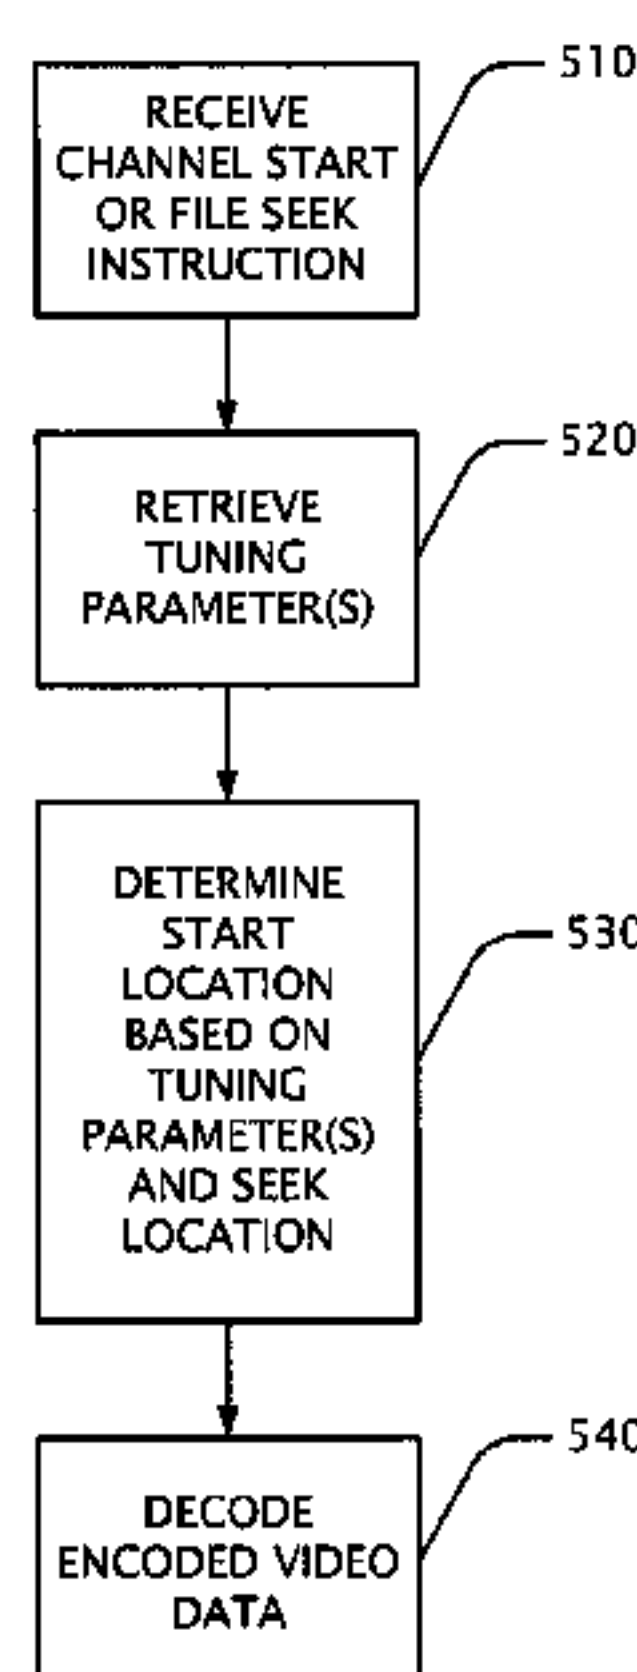 510
RECEIVE
CHANNEL START
OR FILE SEEK
INSTRUCTION
520
RETRIEVE
TUNING
PARAMETER(S)
530
DETERMINE
START
LOCATION
BASED ON
TUNING
PARAMETER(S)
AND SEEK
LOCATION
540
DECODE
ENCODED VIDEO
DATA